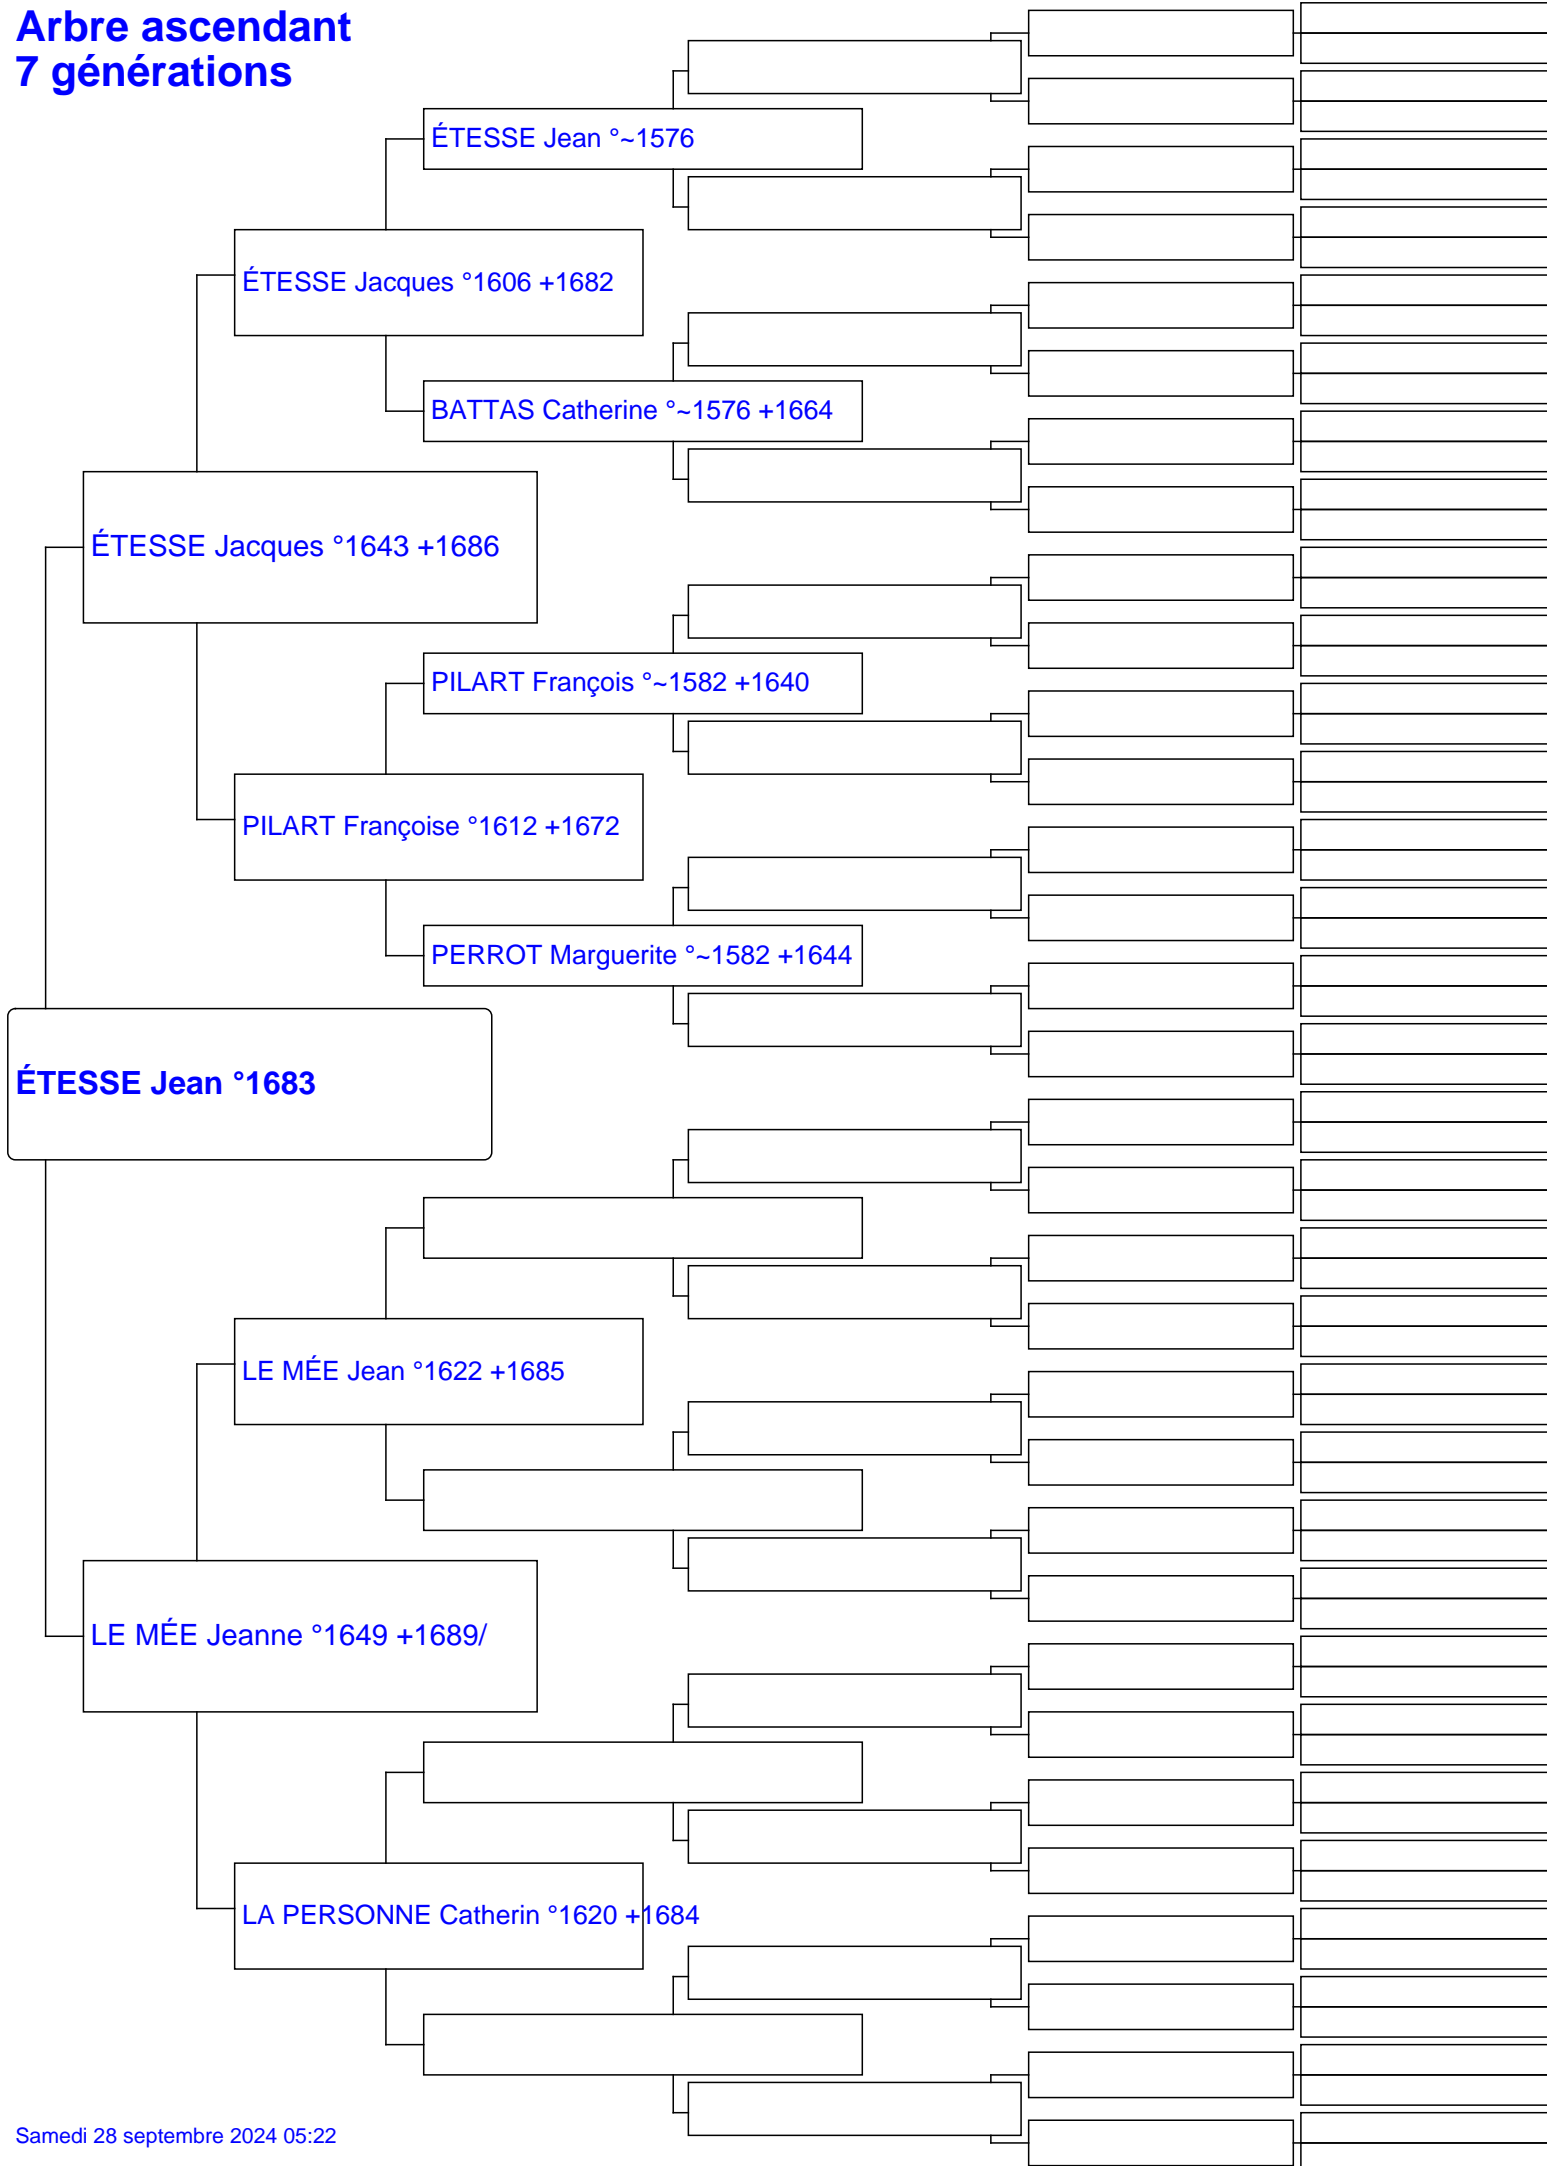 Arbre ascendant
7 générations
ÉTESSE Jean °~1576
ÉTESSE Jacques °1606 +1682
BATTAS Catherine °~1576 +1664
ÉTESSE Jacques °1643 +1686
PILART François °~1582 +1640
PILART Françoise °1612 +1672
PERROT Marguerite °~1582 +1644
ÉTESSE Jean °1683
LE MÉE Jean °1622 +1685
LE MÉE Jeanne °1649 +1689/
LA PERSONNE Catherin °1620 +1684
Samedi 28 septembre 2024 05:22